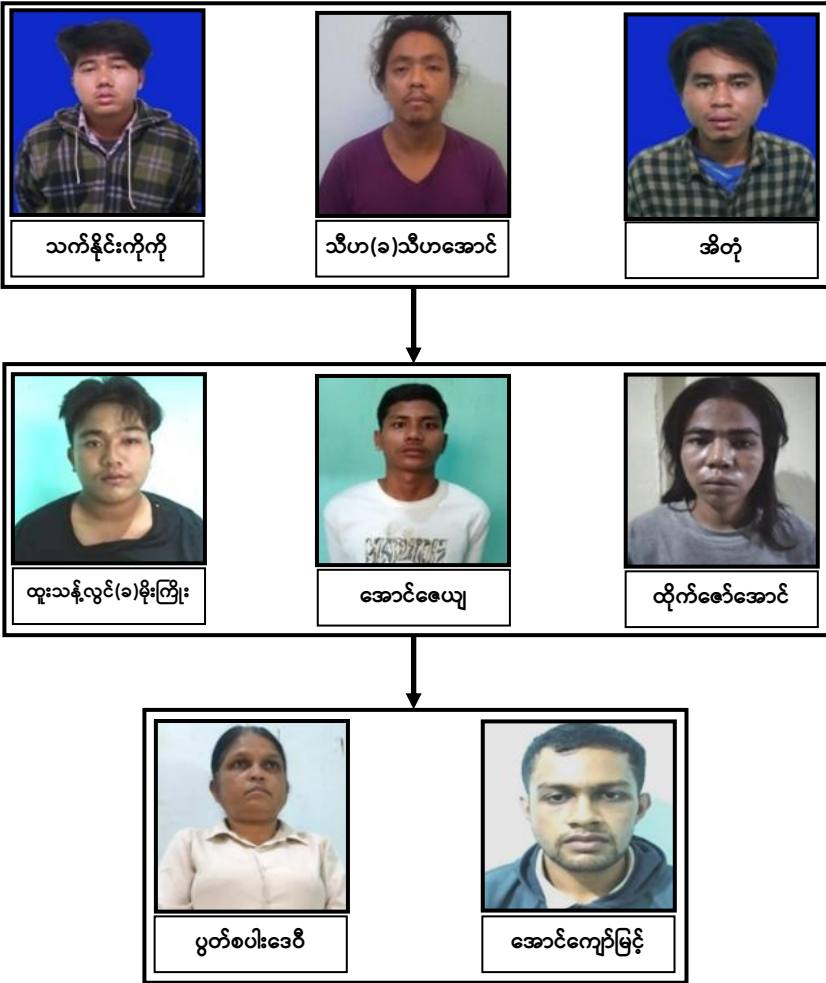 သက်နိုင်းကိုကို
သီဟ(ခ)သီဟအောင်
အိတုံ
ထူးသန့်လွင်(ခ)မိုးကြိုး
အောင်ဇေယျ
ထိုက်ဇော်အောင်
ပွတ်စပါးဒေဝီ
အောင်ကျော်မြင့်